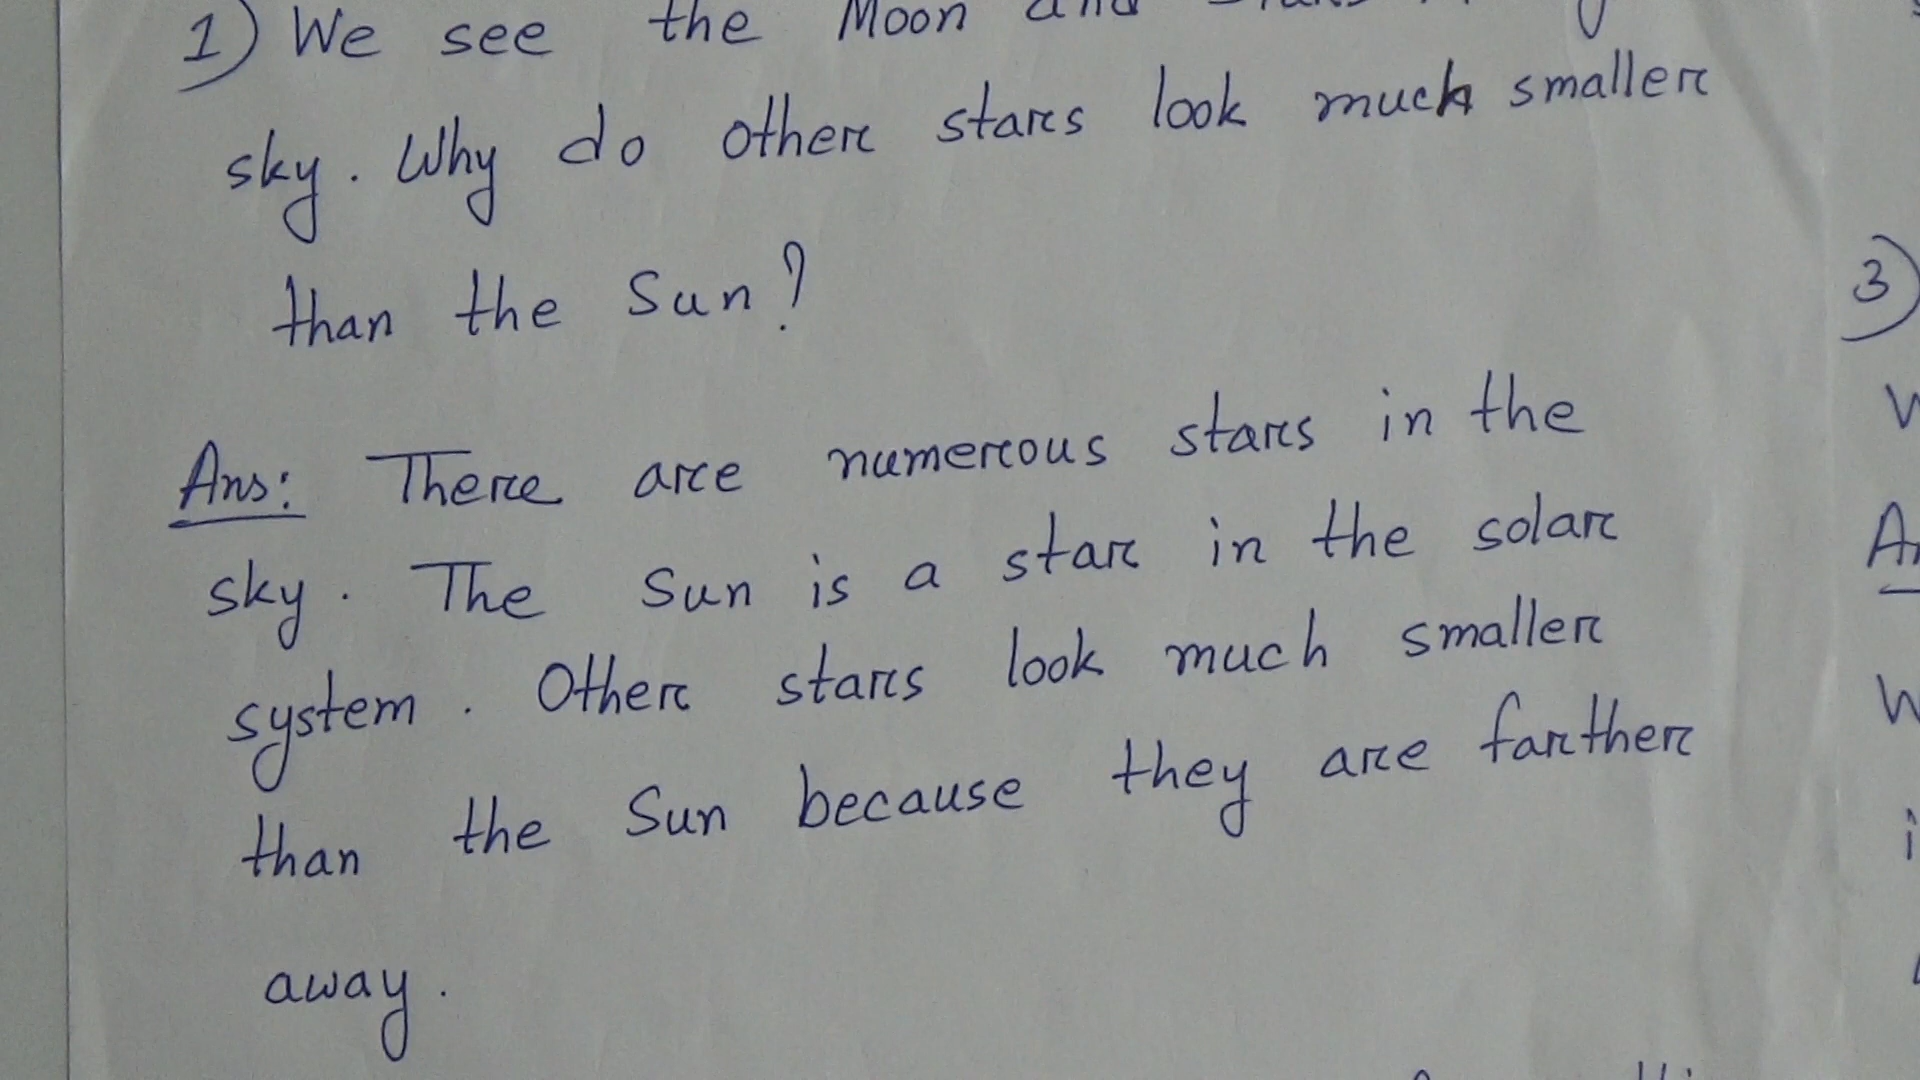 1) We see the Moon and stars
sky. Why do other stars look much smaller
than the Sun?
Ans: There are numerous stars in the
sky. The Sun is a star in the solar
system. Other stars look much smaller
than the Sun because they are farther
away.
3)